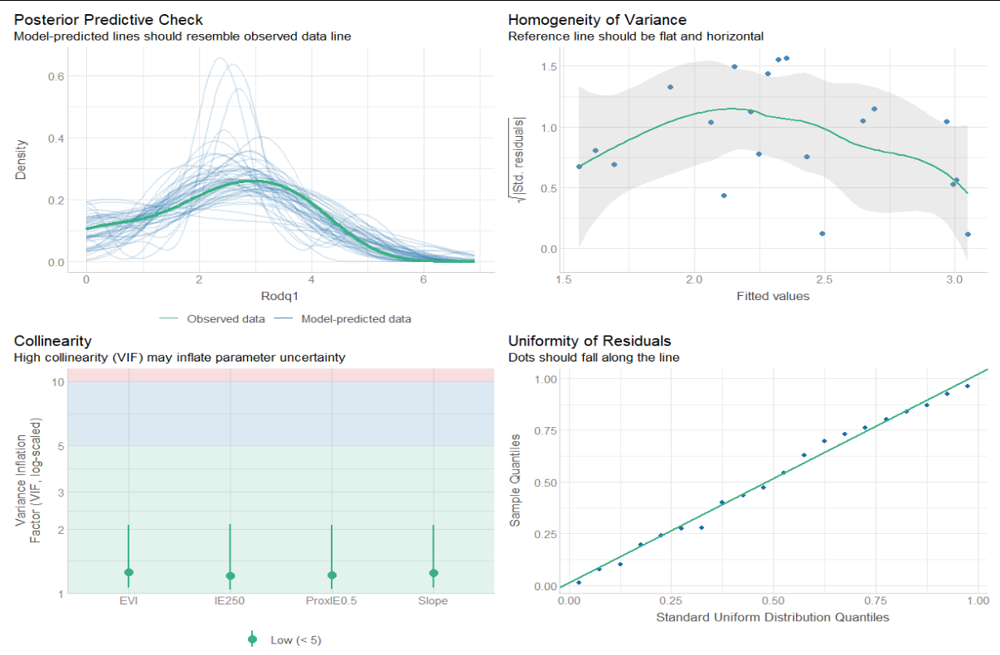 Posterior Predictive Check
Model-predicted lines should resemble observed data line
Density
0.6
0.4
0.2
0.0
0 2 4 6
Rodq1
Observed data Model-predicted data
Homogeneity of Variance
Reference line should be flat and horizontal
√|Std. residuals|
1.5
1.0
0.5
0.0
1.5 2.0 2.5 3.0
Fitted values
Collinearity
High collinearity (VIF) may inflate parameter uncertainty
Variance Inflation
Factor (VIF, log-scaled)
10
5
3
2
1
EVI IE250 ProxIE0.5 Slope
Low (< 5)
Uniformity of Residuals
Dots should fall along the line
Sample Quantiles
1.00
0.75
0.50
0.25
0.00
0.00 0.25 0.50 0.75 1.00
Standard Uniform Distribution Quantiles